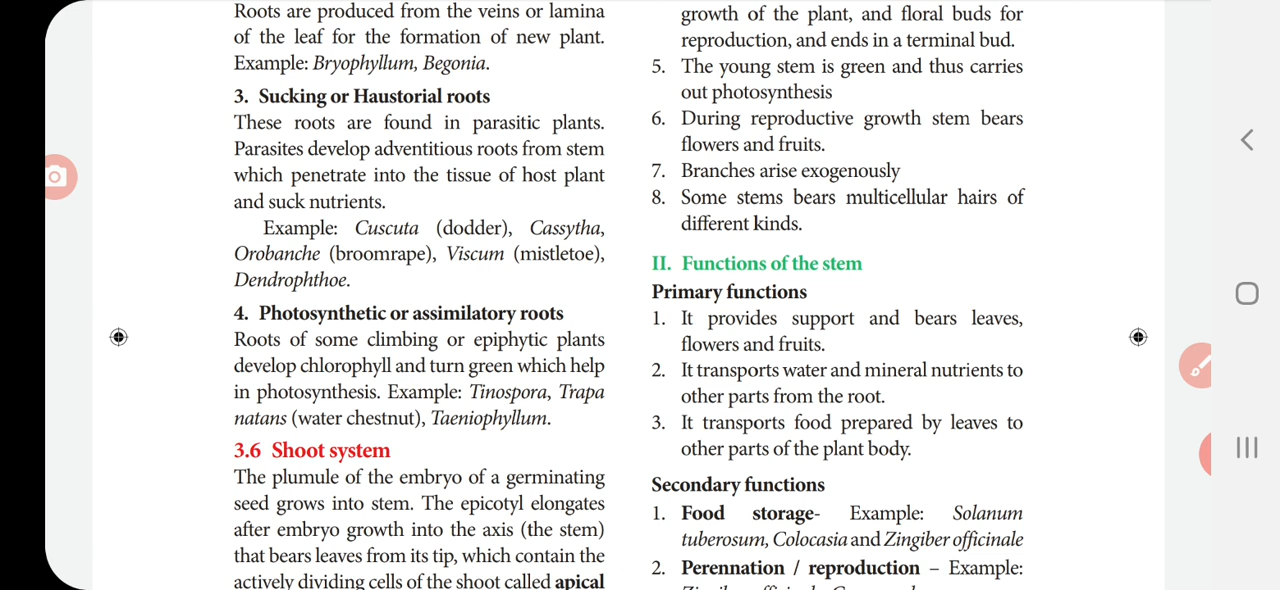 Roots are produced from the veins or lamina
of the leaf for the formation of new plant.
Example: Bryophyllum, Begonia.
3. Sucking or Haustorial roots
These roots are found in parasitic plants.
Parasites develop adventitious roots from stem
which penetrate into the tissue of host plant
and suck nutrients.
Example: Cuscuta (dodder), Cassytha,
Orobanche (broomrape), Viscum (mistletoe),
Dendrophthoe.
4. Photosynthetic or assimilatory roots
Roots of some climbing or epiphytic plants
develop chlorophyll and turn green which help
in photosynthesis. Example: Tinospora, Trapa
natans (water chestnut), Taeniophyllum.
3.6 Shoot system
The plumule of the embryo of a germinating
seed grows into stem. The epicotyl elongates
after embryo growth into the axis (the stem)
that bears leaves from its tip, which contain the
actively dividing cells of the shoot called apical
growth of the plant, and floral buds for
reproduction, and ends in a terminal bud.
5. The young stem is green and thus carries
out photosynthesis
6. During reproductive growth stem bears
flowers and fruits.
7. Branches arise exogenously
8. Some stems bears multicellular hairs of
different kinds.
II. Functions of the stem
Primary functions
1. It provides support and bears leaves,
flowers and fruits.
2. It transports water and mineral nutrients to
other parts from the root.
3. It transports food prepared by leaves to
other parts of the plant body.
Secondary functions
1. Food storage- Example: Solanum
tuberosum, Colocasia and Zingiber officinale
2. Perennation / reproduction – Example: